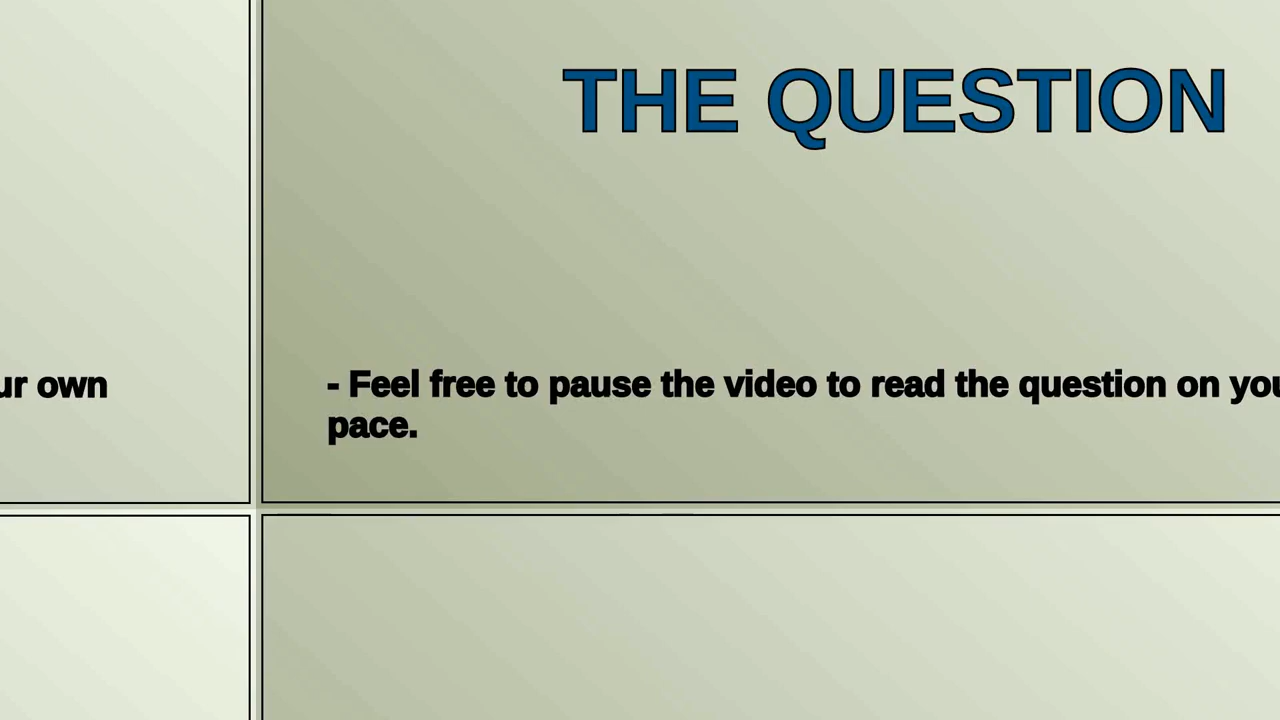 THE QUESTION
ur own
- Feel free to pause the video to read the question on you
pace.